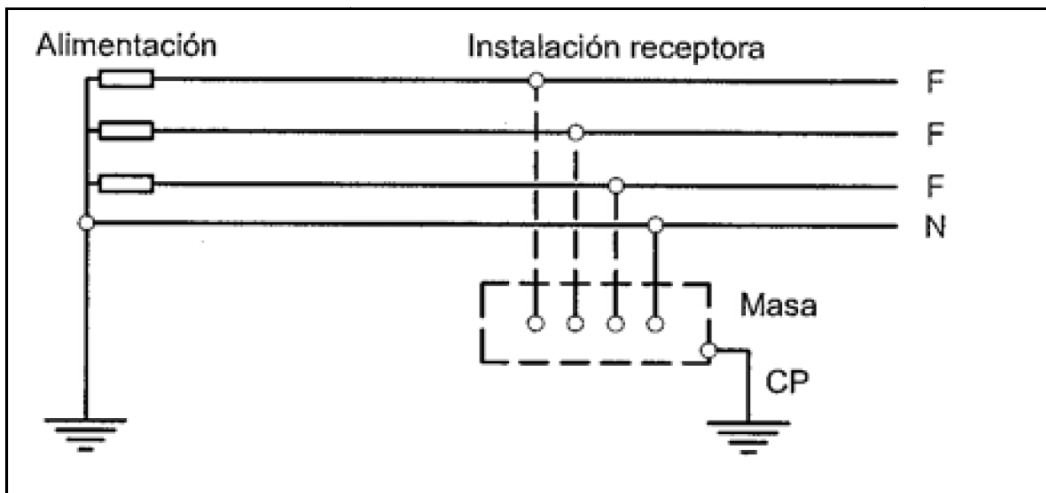 Alimentación
Instalación receptora
F
F
F
N
Masa
CP